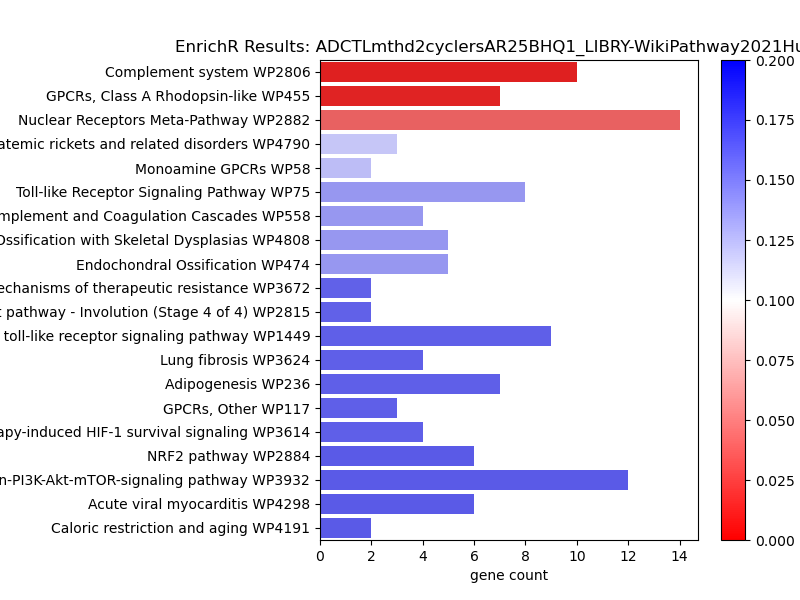 EnrichR Results: ADCTLmthd2cyclersAR25BHQ1_LIBRY-WikiPathway2021Hu
Complement system WP2806
GPCRs, Class A Rhodopsin-like WP455
Nuclear Receptors Meta-Pathway WP2882
atemic rickets and related disorders WP4790
Monoamine GPCRs WP58
Toll-like Receptor Signaling Pathway WP75
mplement and Coagulation Cascades WP558
Ossification with Skeletal Dysplasias WP4808
Endochondral Ossification WP474
echanisms of therapeutic resistance WP3672
t pathway - Involution (Stage 4 of 4) WP2815
toll-like receptor signaling pathway WP1449
Lung fibrosis WP3624
Adipogenesis WP236
GPCRs, Other WP117
apy-induced HIF-1 survival signaling WP3614
NRF2 pathway WP2884
n-PI3K-Akt-mTOR-signaling pathway WP3932
Acute viral myocarditis WP4298
Caloric restriction and aging WP4191
0 2 4 6 8 10 12 14
gene count
0.200
0.175
0.150
0.125
0.100
0.075
0.050
0.025
0.000